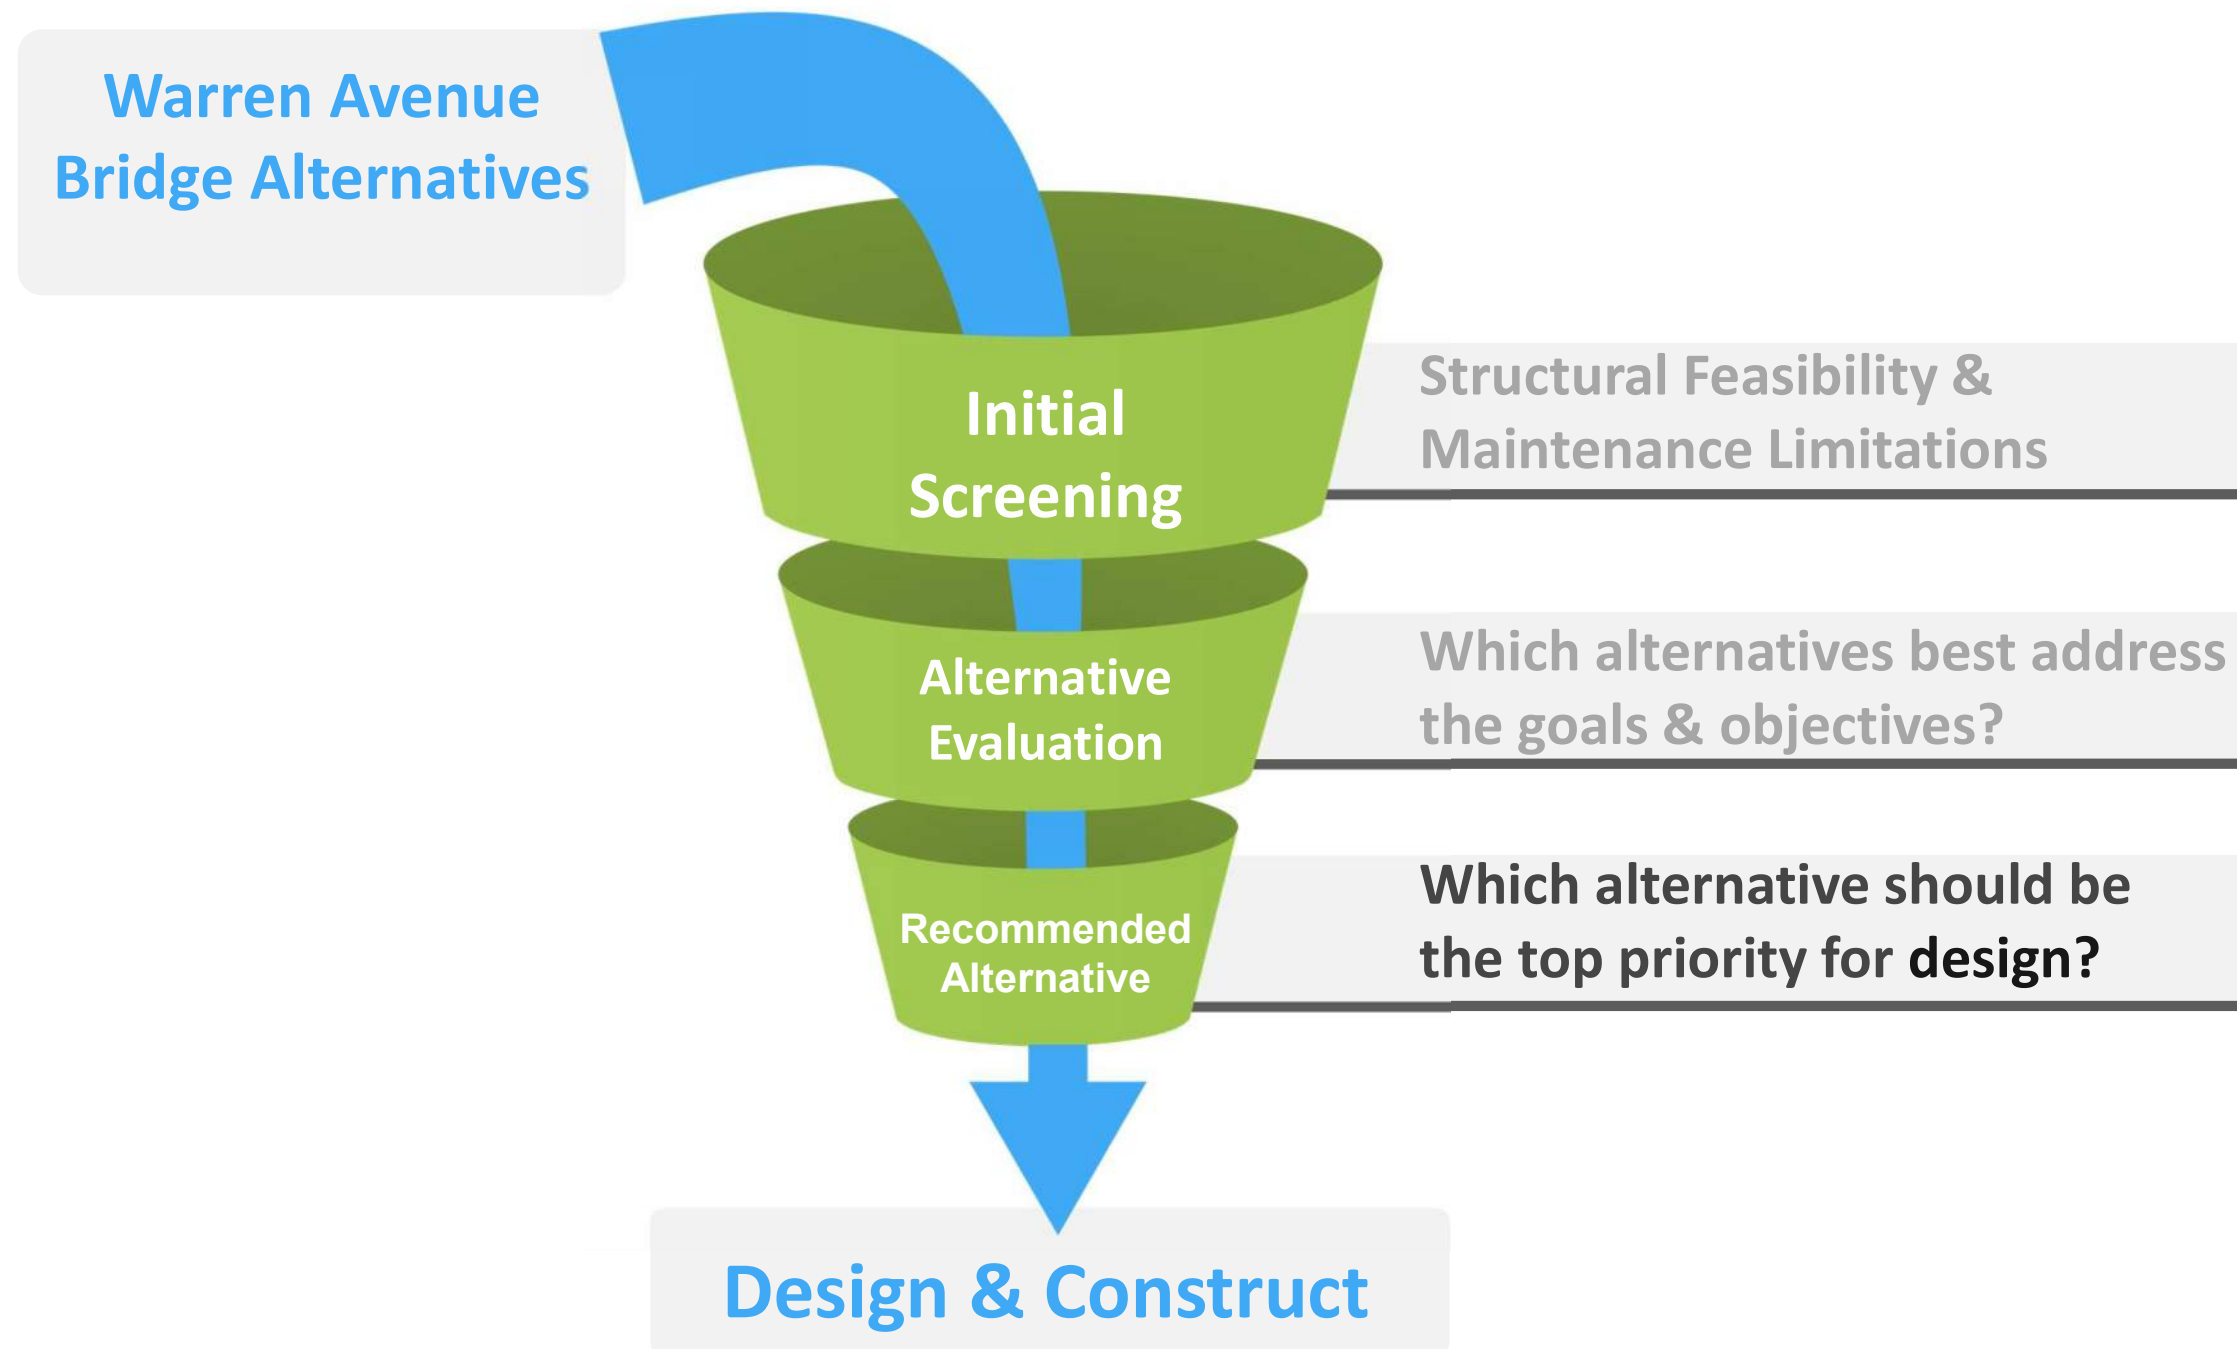 Warren Avenue
Bridge Alternatives
Initial
Screening
Structural Feasibility &
Maintenance Limitations
Alternative
Evaluation
Which alternatives best address
the goals & objectives?
Recommended
Alternative
Which alternative should be
the top priority for design?
Design & Construct